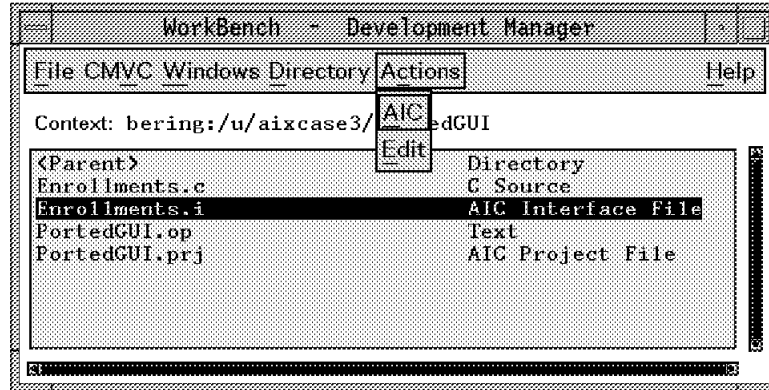 WorkBench - Development Manager
File CMVC Windows Directory Actions Help
AIC
Edit
Context: bering:/u/aixcase3/ edGUI
<Parent> Directory
Enrollments.c C Source
Enrollments.i AIC Interface File
PortedGUI.op Text
PortedGUI.prj AIC Project File